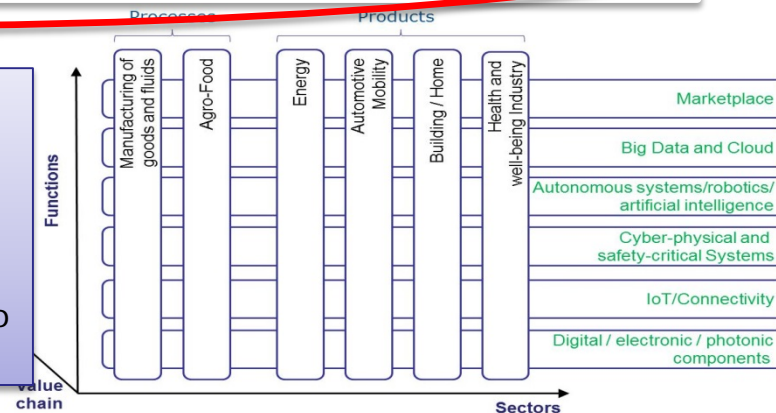 Processes
Products
Manufacturing of
goods and fluids
Agro-Food
Energy
Automotive
Mobility
Building / Home
Health and
well-being Industry
Marketplace
Big Data and Cloud
Autonomous systems/robotics/
artificial intelligence
Cyber-physical and
safety-critical Systems
IoT/Connectivity
Digital / electronic / photonic
components
Functions
Value
chain
Sectors